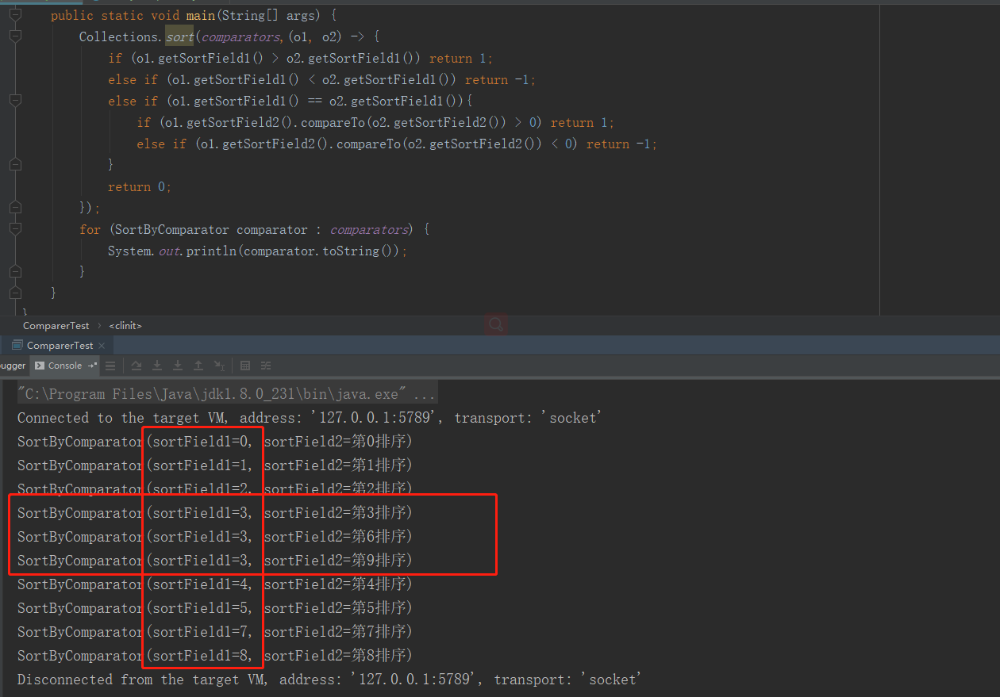 public static void main(String[] args) {
Collections.sort(comparators,(o1, o2) -> {
if (o1.getSortField1() > o2.getSortField1()) return 1;
else if (o1.getSortField1() < o2.getSortField1()) return -1;
else if (o1.getSortField1() == o2.getSortField1()){
if (o1.getSortField2().compareTo(o2.getSortField2()) > 0) return 1;
else if (o1.getSortField2().compareTo(o2.getSortField2()) < 0) return -1;
}
return 0;
});
for (SortByComparator comparator : comparators) {
System.out.println(comparator.toString());
}
}
}
ComparerTest › <clinit>
ComparerTest ×
ugger Console
"C:\Program Files\Java\jdk1.8.0_231\bin\java.exe" ...
Connected to the target VM, address: '127.0.0.1:5789', transport: 'socket'
SortByComparator(sortField1=0, sortField2=第0排序)
SortByComparator(sortField1=1, sortField2=第1排序)
SortByComparator(sortField1=2, sortField2=第2排序)
SortByComparator(sortField1=3, sortField2=第3排序)
SortByComparator(sortField1=3, sortField2=第6排序)
SortByComparator(sortField1=3, sortField2=第9排序)
SortByComparator(sortField1=4, sortField2=第4排序)
SortByComparator(sortField1=5, sortField2=第5排序)
SortByComparator(sortField1=7, sortField2=第7排序)
SortByComparator(sortField1=8, sortField2=第8排序)
Disconnected from the target VM, address: '127.0.0.1:5789', transport: 'socket'